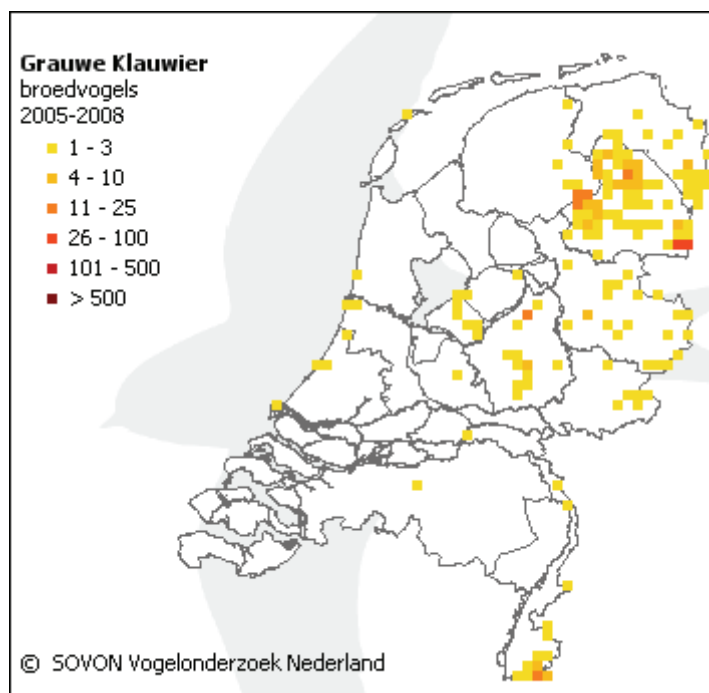 Grauwe Klauwier
broedvogels
2005-2008
1 - 3
4 - 10
11 - 25
26 - 100
101 - 500
> 500
© SOVON Vogelonderzoek Nederland